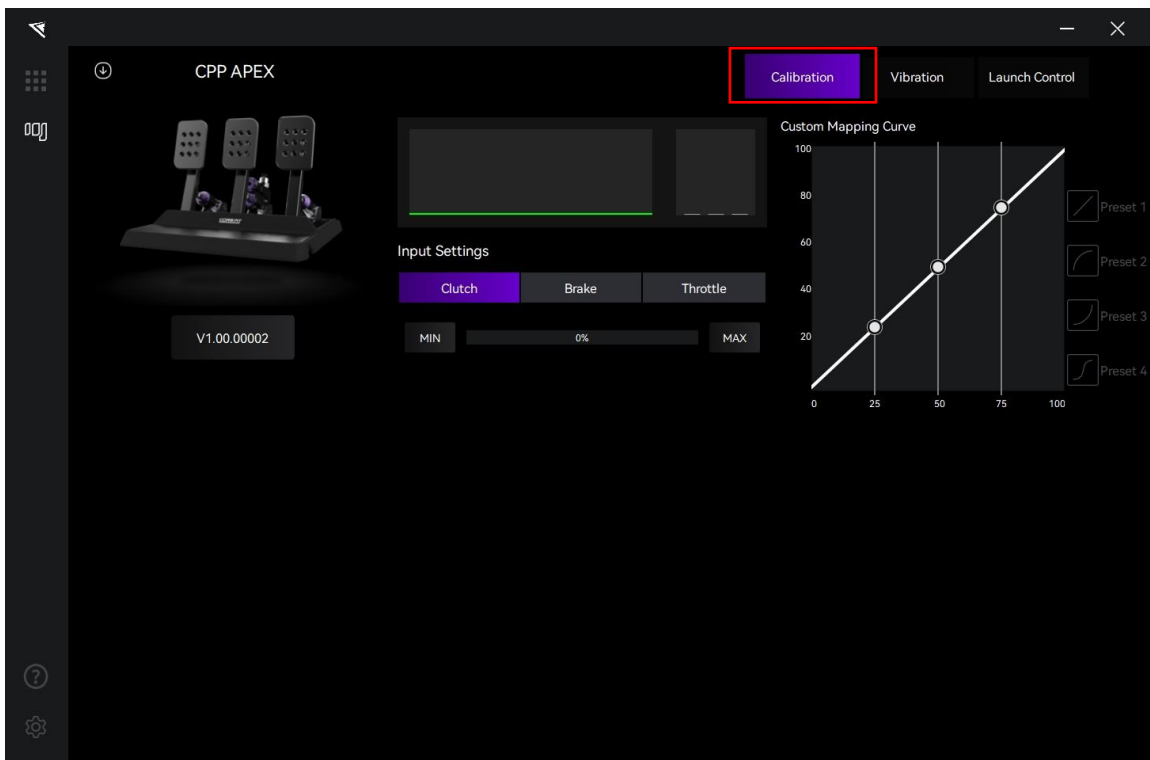 CPP APEX
Calibration
Vibration
Launch Control
Custom Mapping Curve
100
80
60
40
20
0
25
50
75
100
Preset 1
Preset 2
Preset 3
Preset 4
Input Settings
Clutch
Brake
Throttle
MIN
0%
MAX
V1.00.00002